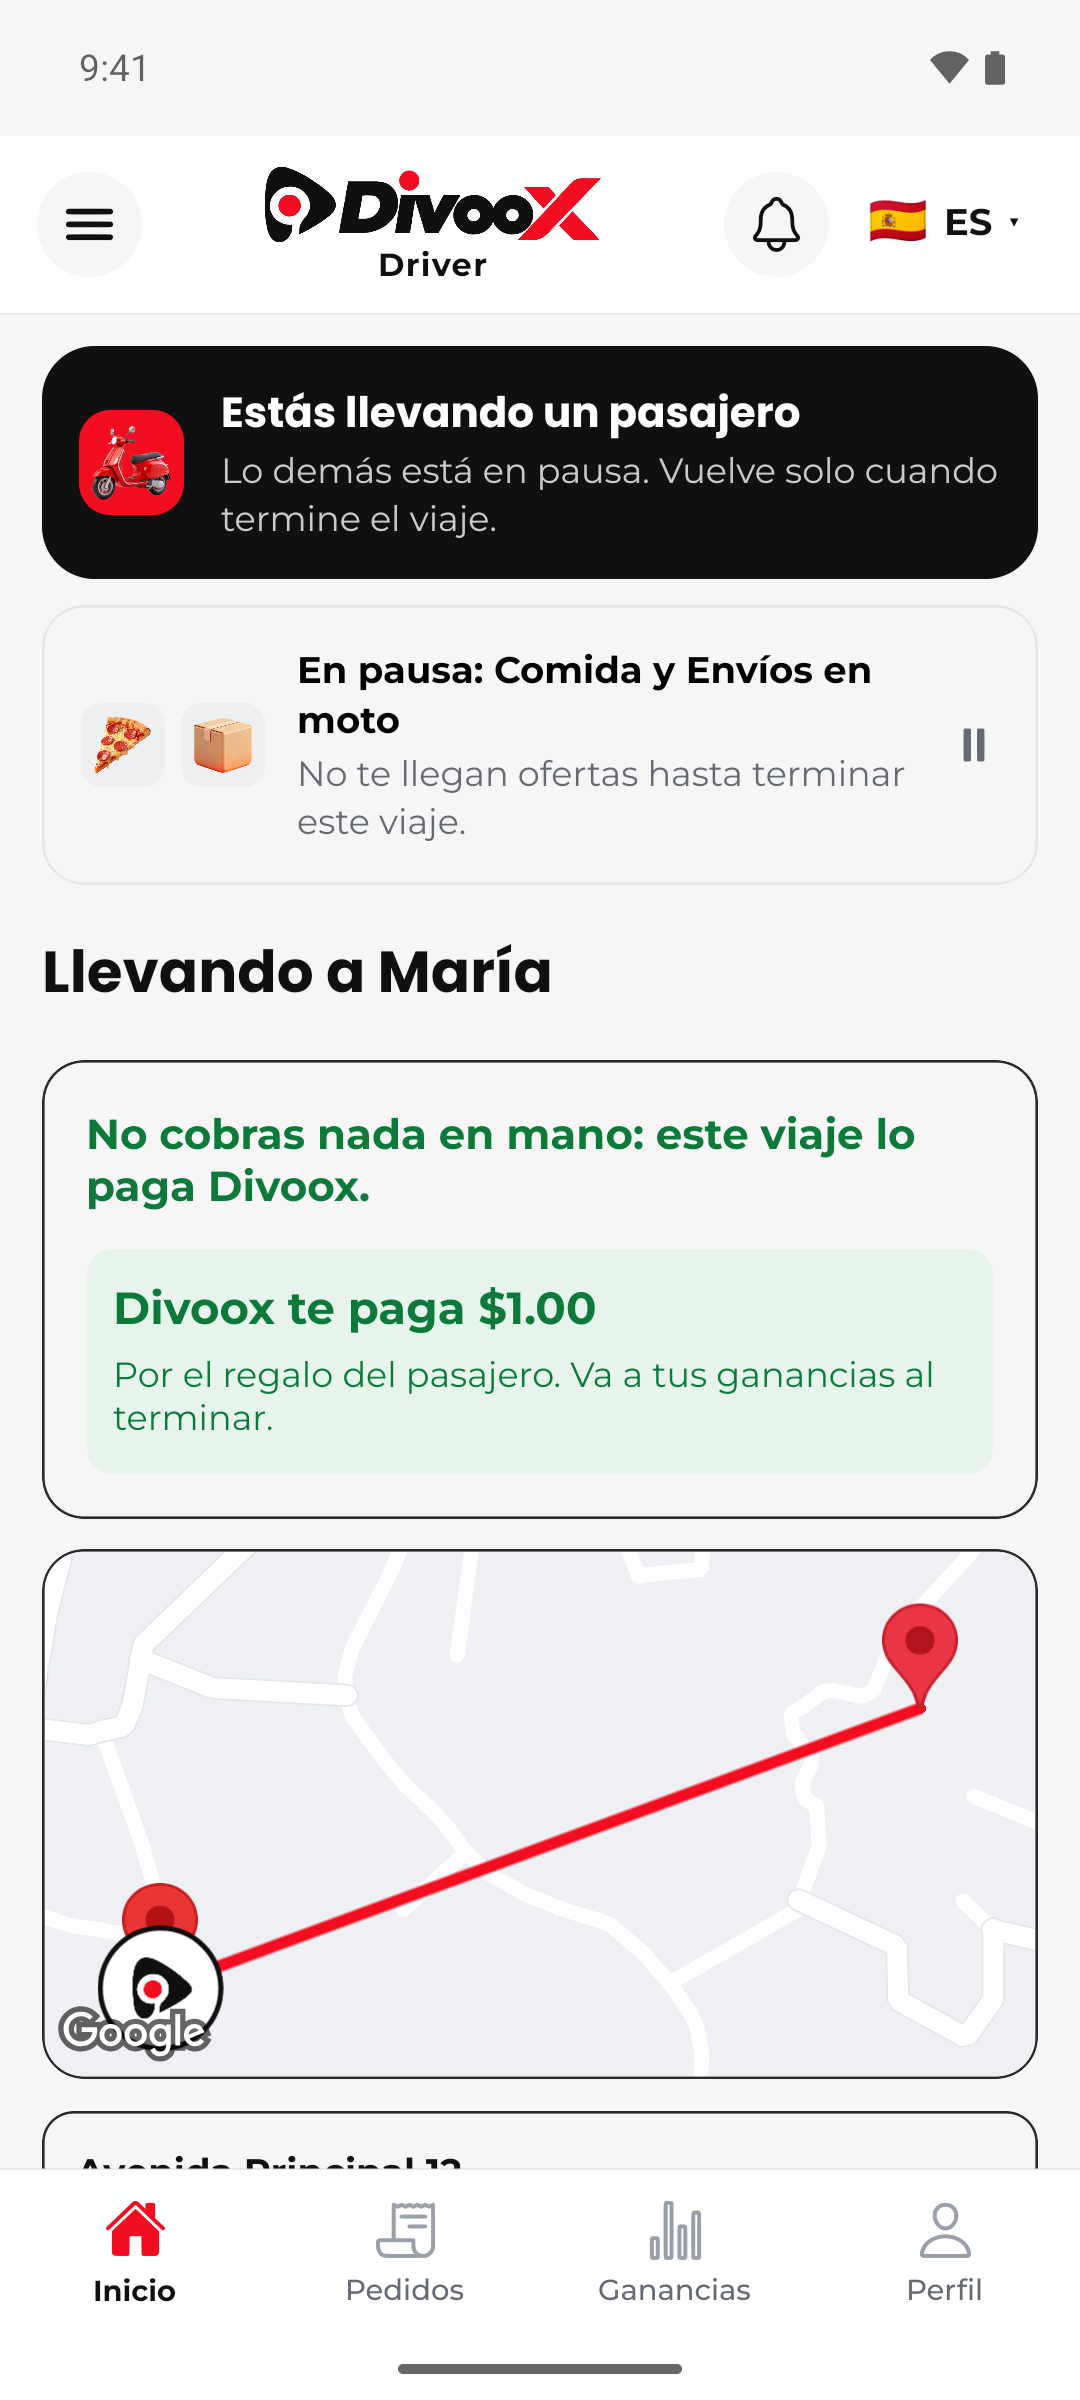 9:41
DivooX
Driver
ES
Estás llevando un pasajero
Lo demás está en pausa. Vuelve solo cuando
termine el viaje.
En pausa: Comida y Envíos en
moto
No te llegan ofertas hasta terminar
este viaje.
Llevando a María
No cobras nada en mano: este viaje lo
paga Divoox.
Divoox te paga $1.00
Por el regalo del pasajero. Va a tus ganancias al
terminar.
Google
Avenida Principal 12
Inicio
Pedidos
Ganancias
Perfil